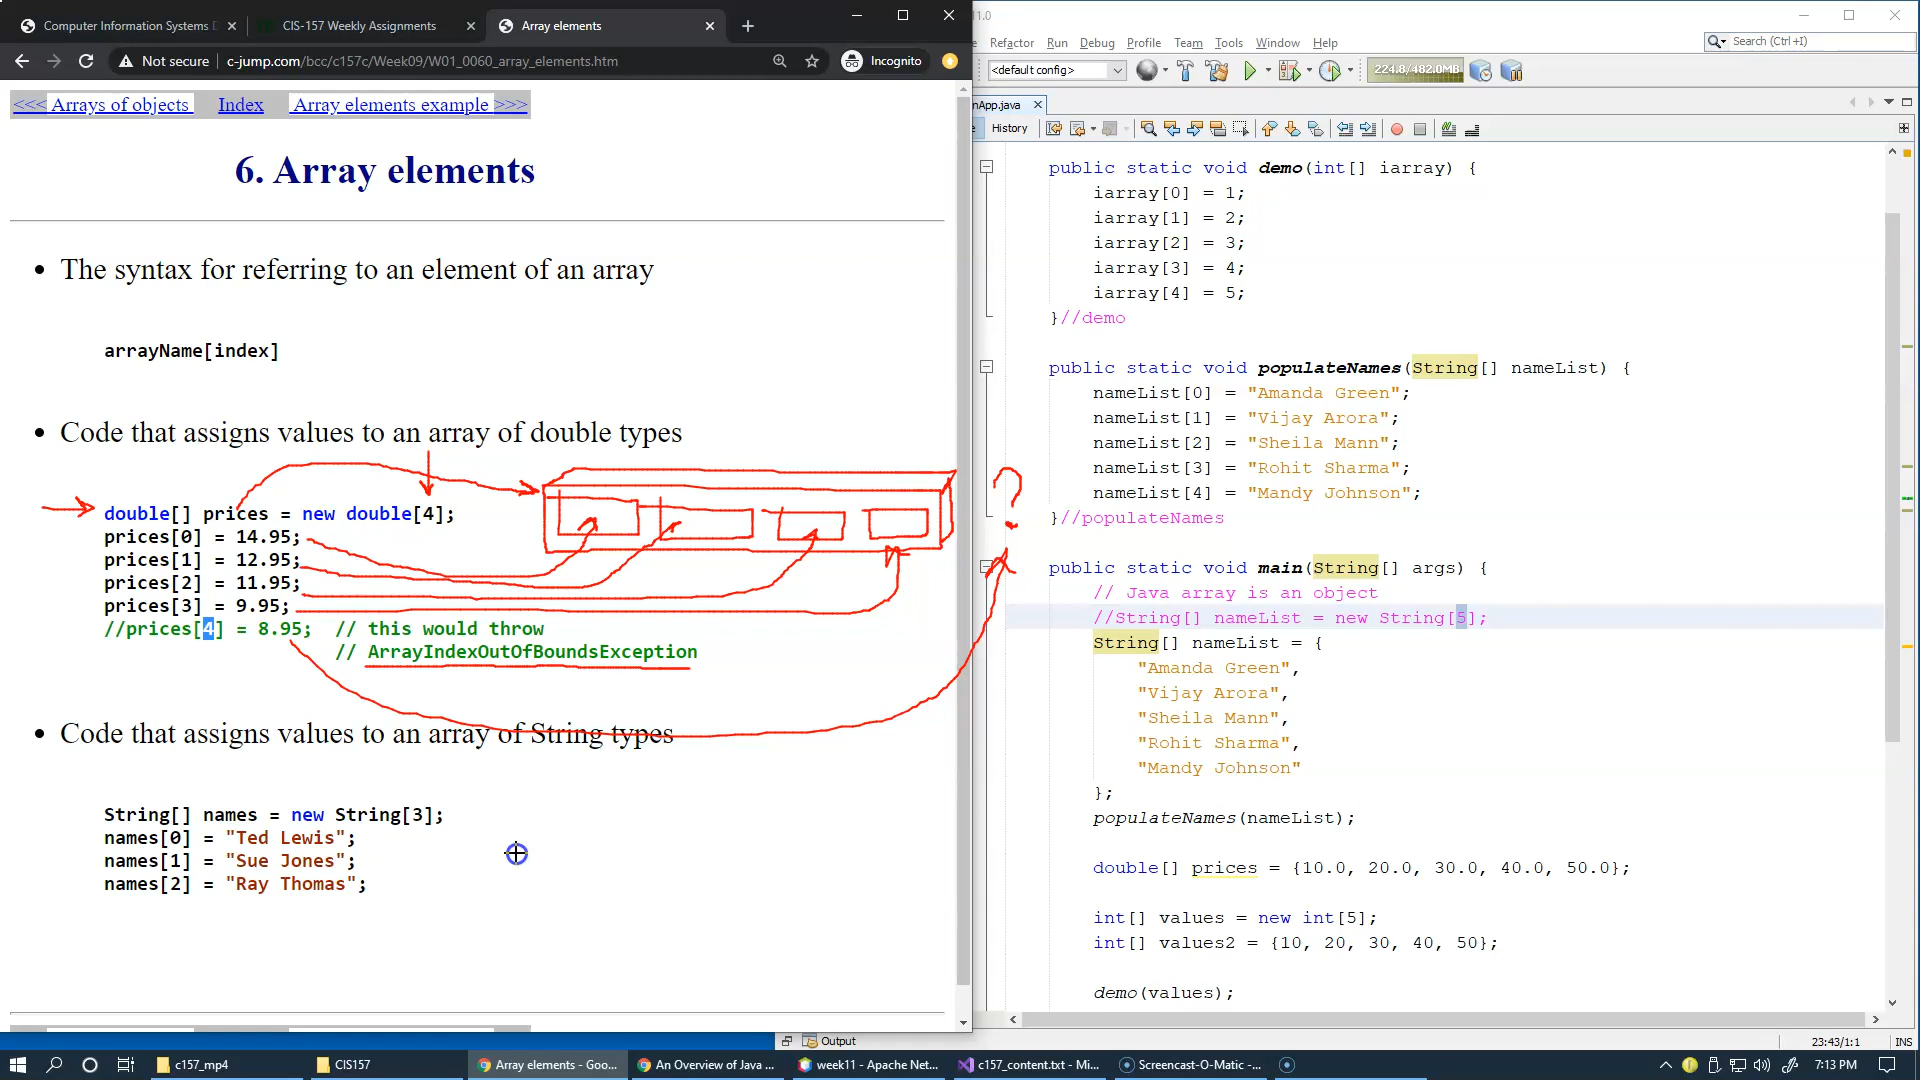 Computer Information Systems D
CIS-157 Weekly Assignments
Array elements
Not secure
c-jump.com/bcc/c157c/Week09/W01_0060_array_elements.htm
Incognito
<<< Arrays of objects Index Array elements example >>>
6. Array elements
• The syntax for referring to an element of an array
arrayName[index]
• Code that assigns values to an array of double types
double[] prices = new double[4];
prices[0] = 14.95;
prices[1] = 12.95;
prices[2] = 11.95;
prices[3] = 9.95;
//prices[4] = 8.95; // this would throw
// ArrayIndexOutOfBoundsException
?
• Code that assigns values to an array of String types
String[] names = new String[3];
names[0] = "Ted Lewis";
names[1] = "Sue Jones";
names[2] = "Ray Thomas";
11.0
Refactor Run Debug Profile Team Tools Window Help
Search (Ctrl+I)
<default config>
224.8/482.0MB
nApp.java
History
public static void demo(int[] iarray) {
iarray[0] = 1;
iarray[1] = 2;
iarray[2] = 3;
iarray[3] = 4;
iarray[4] = 5;
}//demo
public static void populateNames(String[] nameList) {
nameList[0] = "Amanda Green";
nameList[1] = "Vijay Arora";
nameList[2] = "Sheila Mann";
nameList[3] = "Rohit Sharma";
nameList[4] = "Mandy Johnson";
}//populateNames
public static void main(String[] args) {
// Java array is an object
//String[] nameList = new String[5];
String[] nameList = {
"Amanda Green",
"Vijay Arora",
"Sheila Mann",
"Rohit Sharma",
"Mandy Johnson"
};
populateNames(nameList);
double[] prices = {10.0, 20.0, 30.0, 40.0, 50.0};
int[] values = new int[5];
int[] values2 = {10, 20, 30, 40, 50};
demo(values);
Output
23:43/1:1 INS
c157_mp4
CIS157
Array elements - Goo...
An Overview of Java ...
week11 - Apache Net...
c157_content.txt - Mi...
Screencast-O-Matic -...
7:13 PM